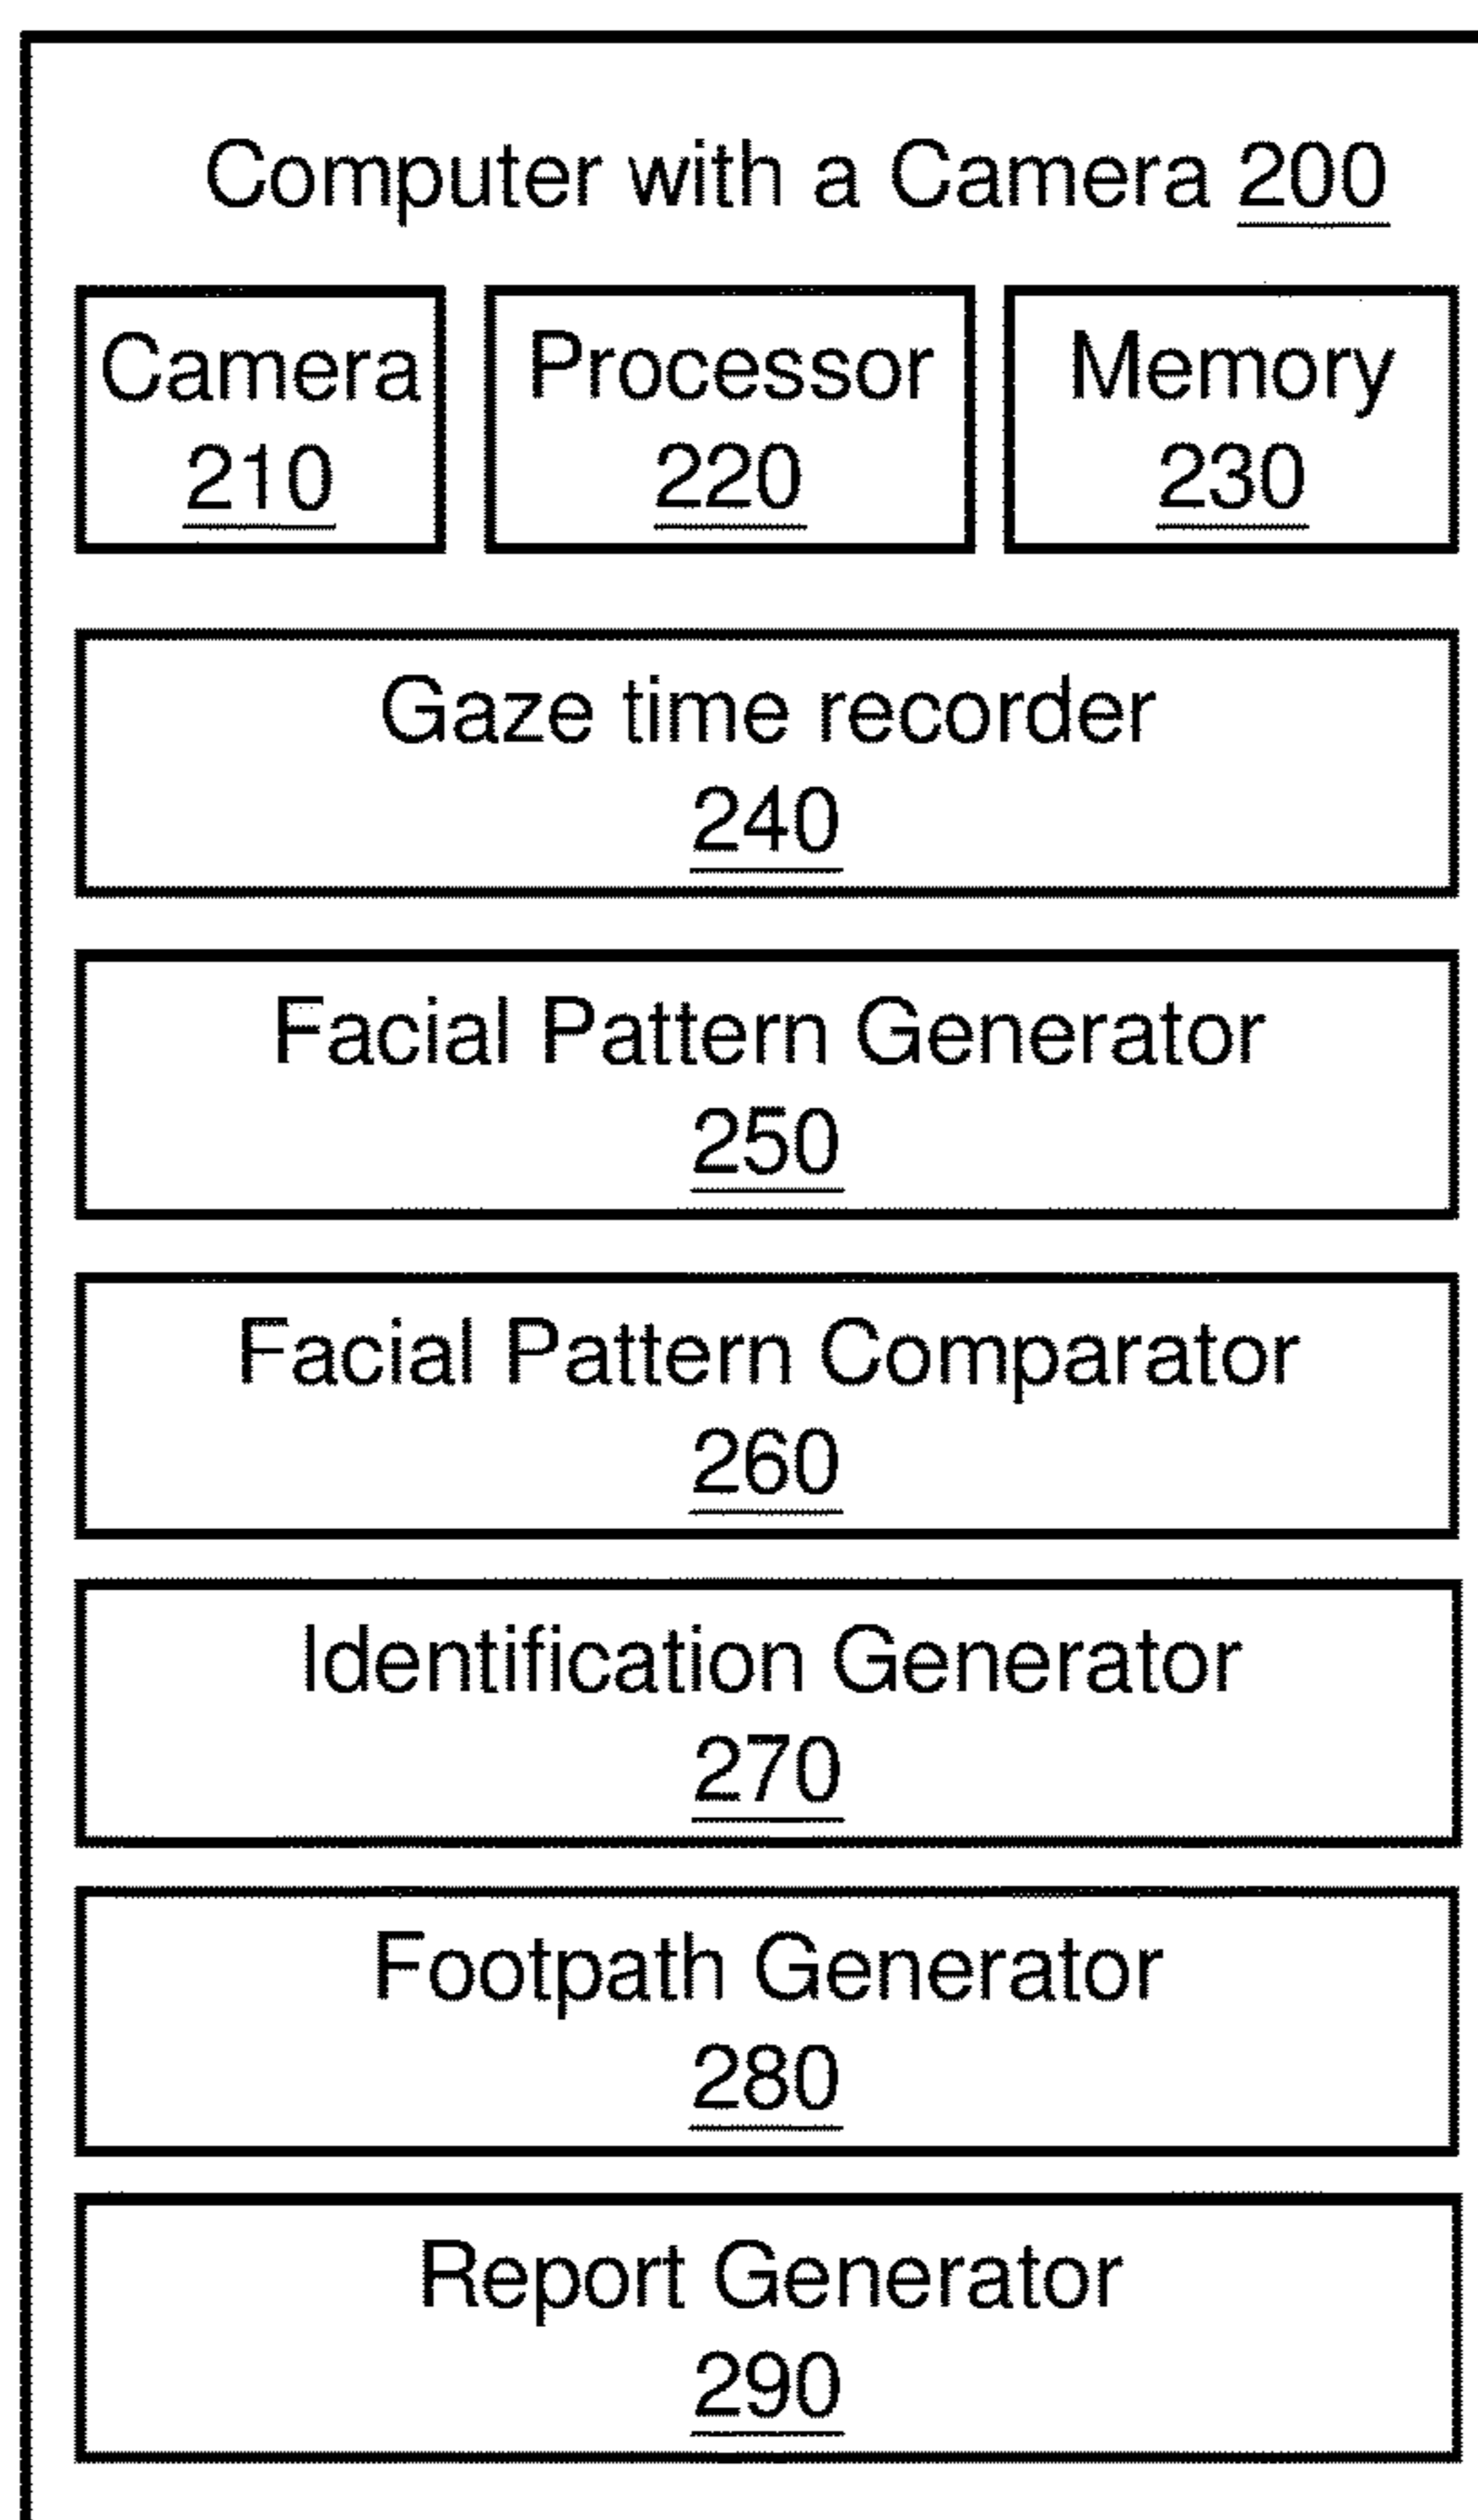 Computer with a Camera 200
Camera
210
Processor
220
Memory
230
Gaze time recorder
240
Facial Pattern Generator
250
Facial Pattern Comparator
260
Identification Generator
270
Footpath Generator
280
Report Generator
290